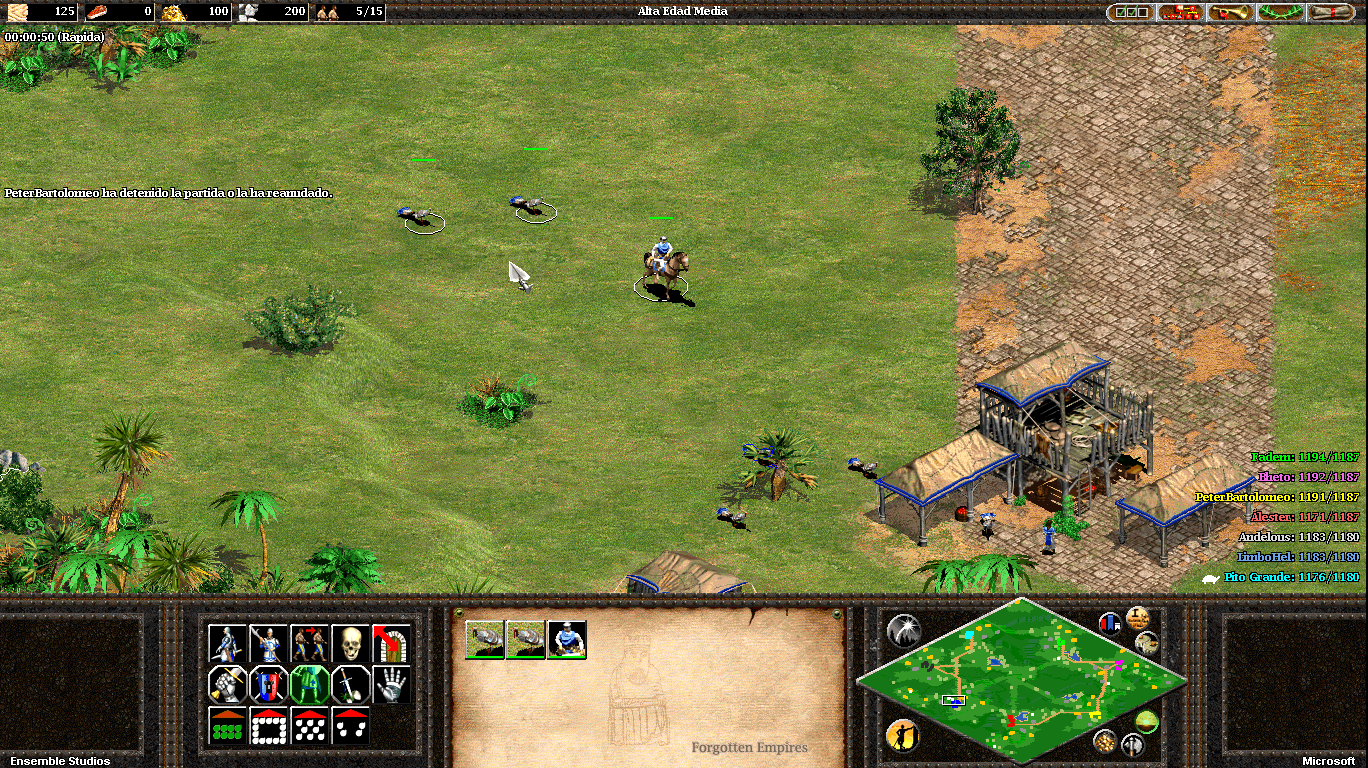 125 0 100 200 5/15 Alta Edad Media
00:00:50 (Rápida)
PeterBartolomeo ha detenido la partida o la ha reanudado.
Fadem: 1194/1187
Rheto: 1192/1187
PeterBartolomeo: 1191/1187
Alester: 1171/1187
Andelous: 1183/1180
LimboHel: 1183/1180
Pito Grande: 1176/1180
Forgotten Empires
Ensemble Studios
Microsoft